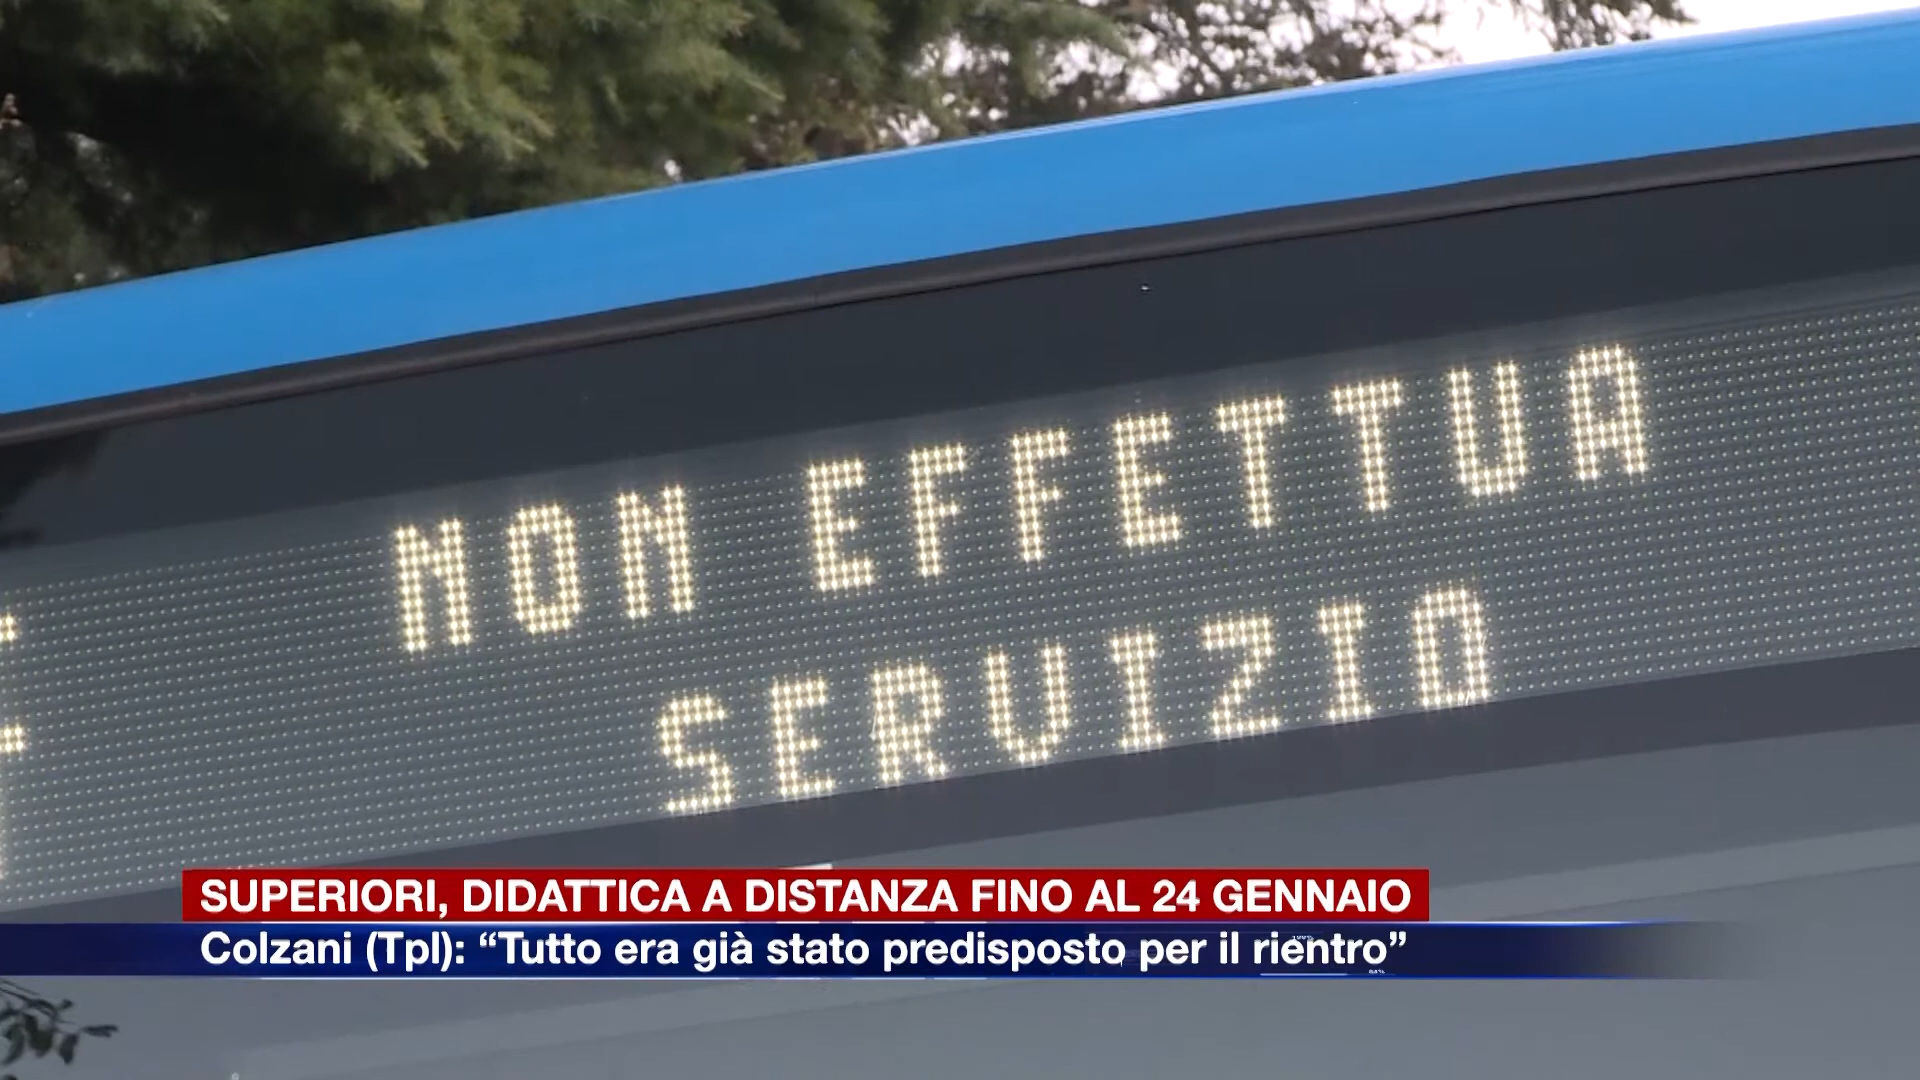 NON EFFETTUA
SERVIZIO
SUPERIORI, DIDATTICA A DISTANZA FINO AL 24 GENNAIO
Colzani (Tpl): “Tutto era già stato predisposto per il rientro”